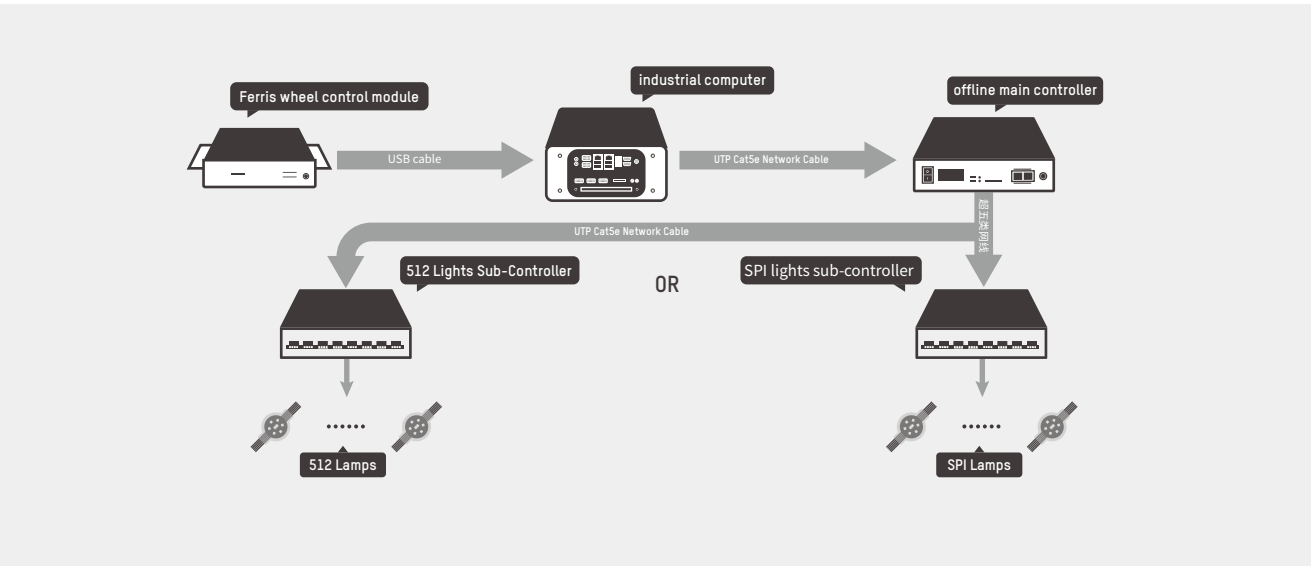 industrial computer
Ferris wheel control module
offline main controller
USB cable
UTP Cat5e Network Cable
超五类网线
UTP Cat5e Network Cable
512 Lights Sub-Controller
OR
SPI lights sub-controller
512 Lamps
SPI Lamps